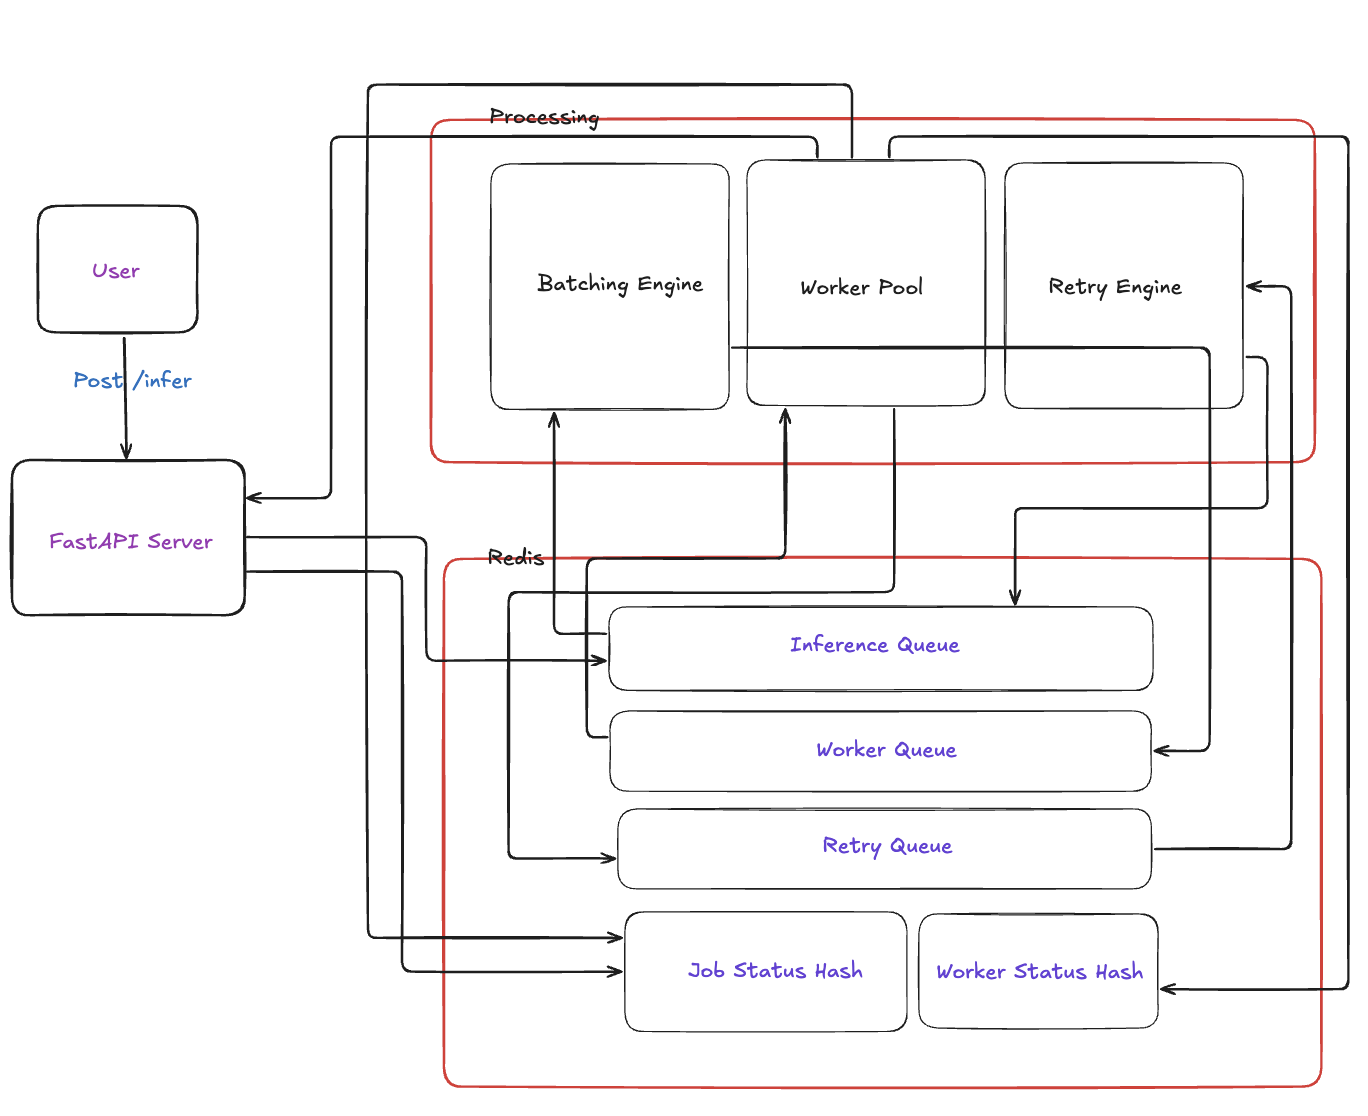 Processing
User
Batching Engine
Worker Pool
Retry Engine
Post /infer
FastAPI Server
Redis
Inference Queue
Worker Queue
Retry Queue
Job Status Hash
Worker Status Hash